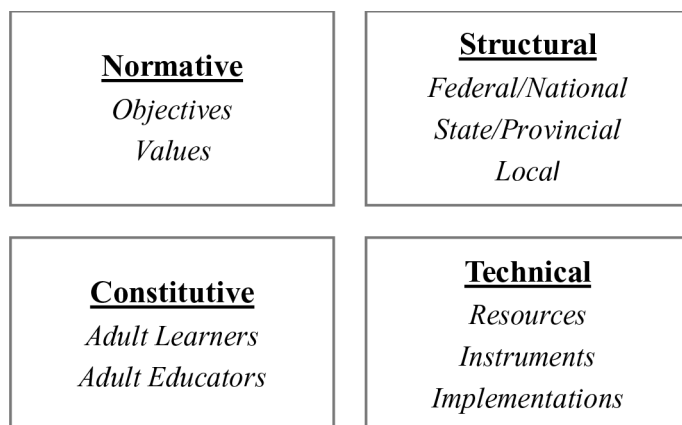 Normative
Objectives
Values
Structural
Federal/National
State/Provincial
Local
Constitutive
Adult Learners
Adult Educators
Technical
Resources
Instruments
Implementations